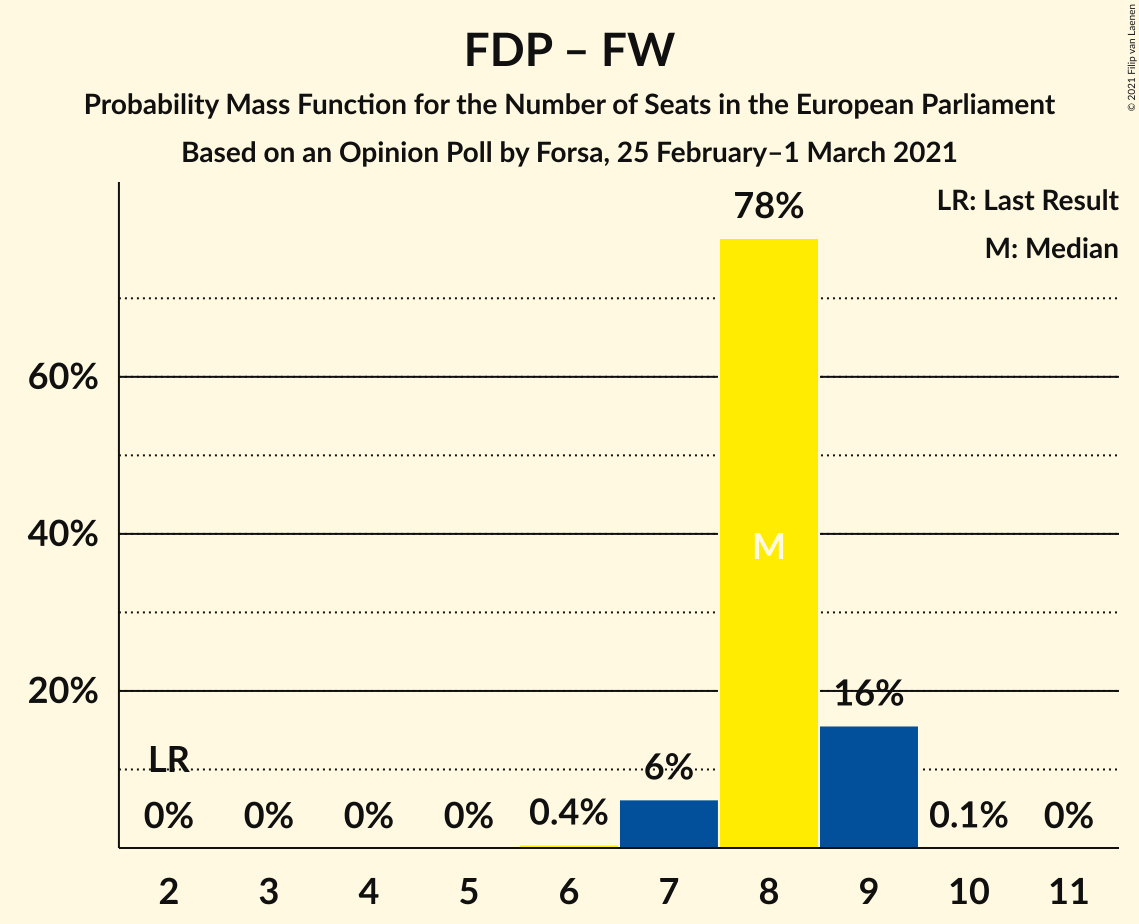 FDP – FW
Probability Mass Function for the Number of Seats in the European Parliament
Based on an Opinion Poll by Forsa, 25 February–1 March 2021
© 2021 Filip van Laenen
LR: Last Result
M: Median
60%
40%
20%
LR
0%
0%
0%
0%
0.4%
6%
78%
M
16%
0.1%
0%
2 3 4 5 6 7 8 9 10 11